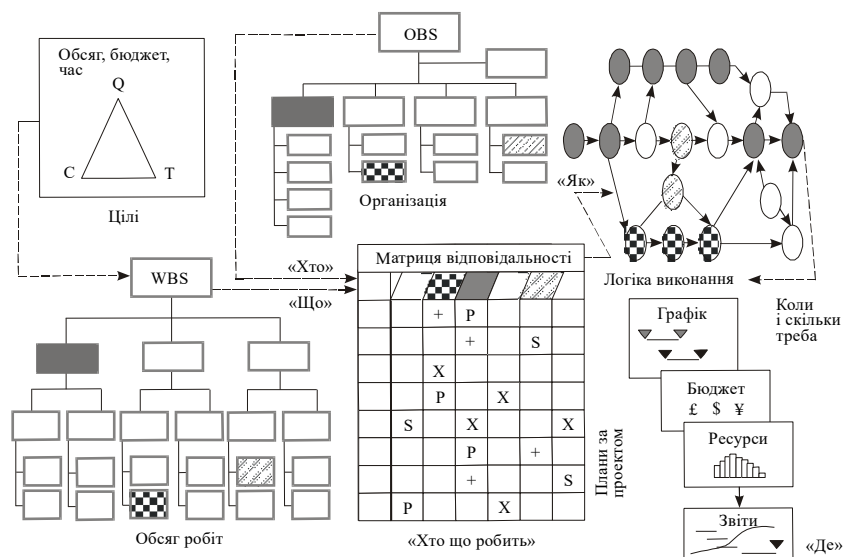 Обсяг, бюджет,
час
Q
C
T
Цілі
OBS
Організація
«Як»
Логіка виконання
WBS
«Хто»
«Що»
Обсяг робіт
Матриця відповідальності
+ P
+ S
X
P X
S X X
P +
+ S
P X
«Хто що робить»
Плани за
проектом
Коли
і скільки
треба
Графік
Бюджет
£ $ ¥
Ресурси
Звіти
«Де»